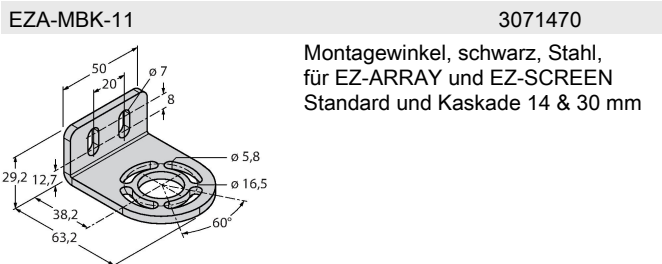 EZA-MBK-11 3071470
Montagewinkel, schwarz, Stahl,
für EZ-ARRAY und EZ-SCREEN
Standard und Kaskade 14 & 30 mm
50
20
ø 7
8
29,2
12,7
38,2
63,2
ø 5,8
ø 16,5
60°